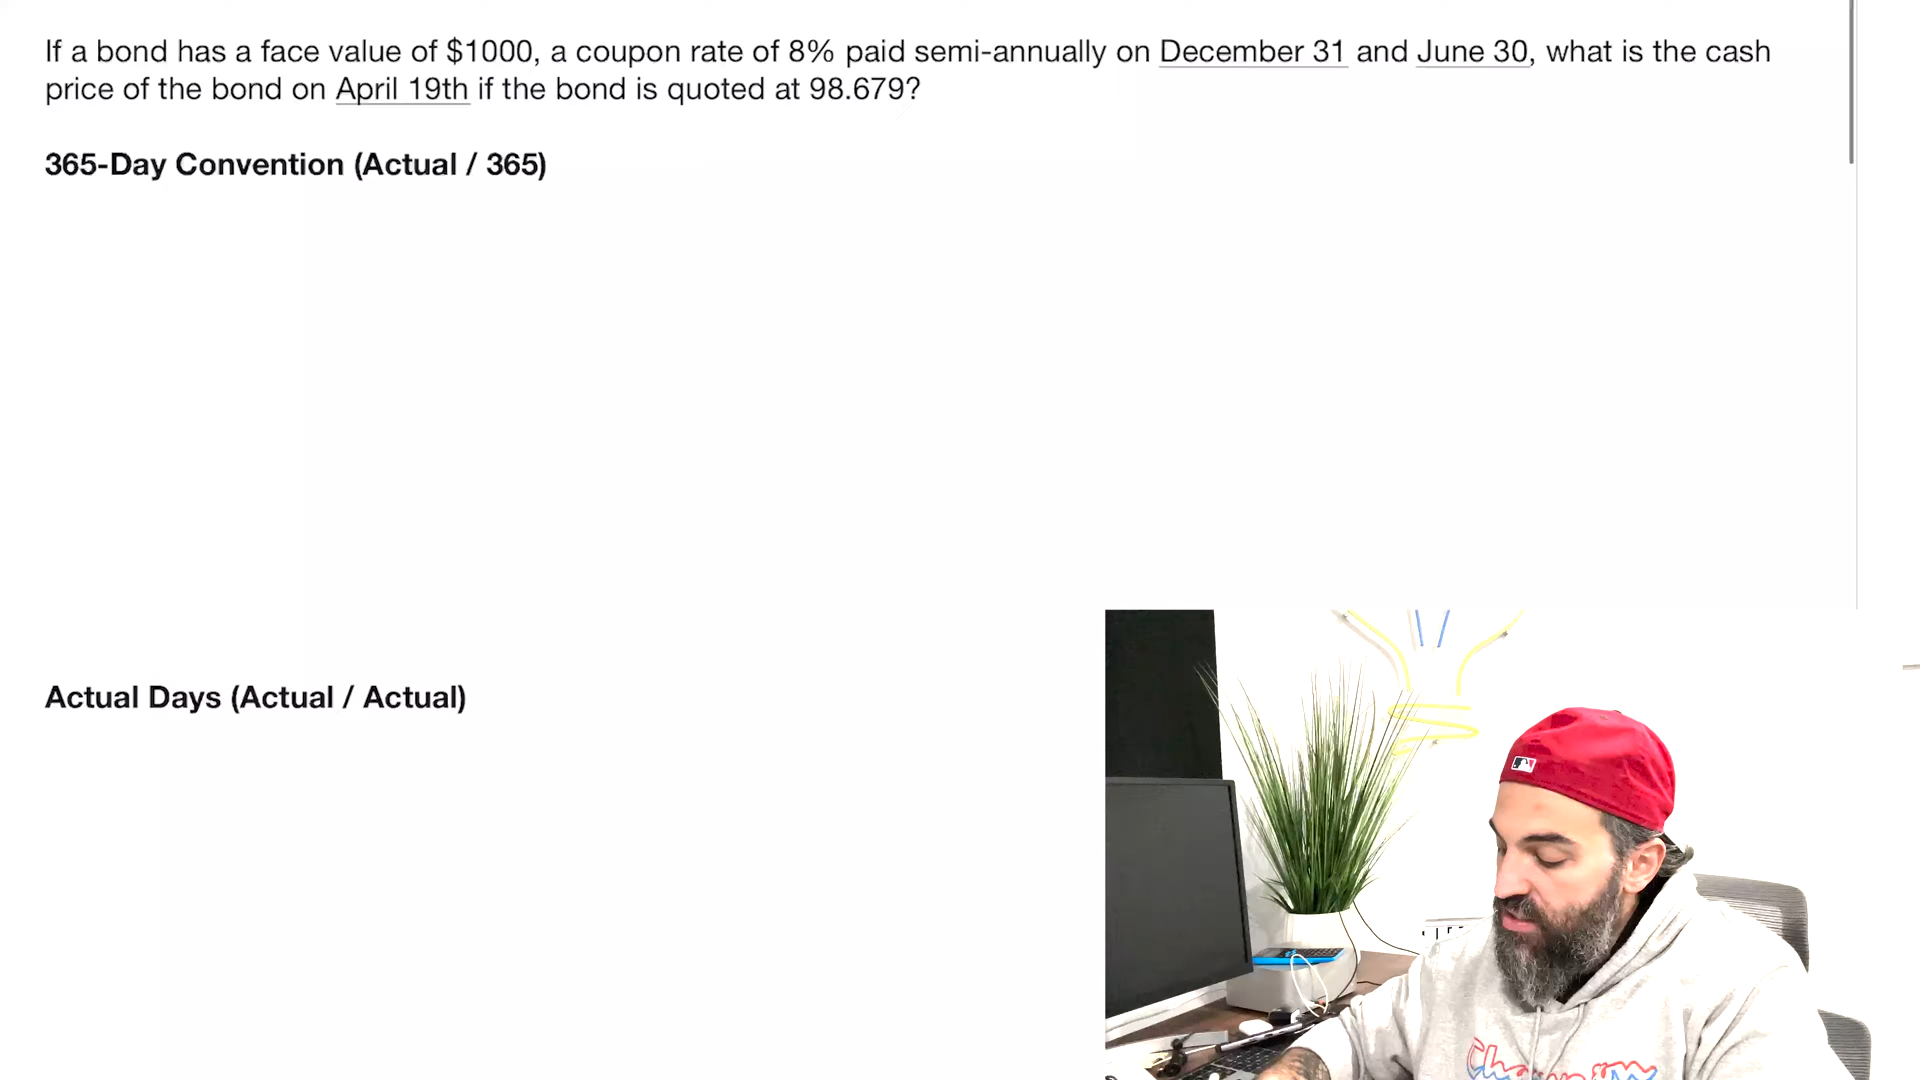 If a bond has a face value of $1000, a coupon rate of 8% paid semi-annually on December 31 and June 30, what is the cash
price of the bond on April 19th if the bond is quoted at 98.679?
365-Day Convention (Actual / 365)
Actual Days (Actual / Actual)